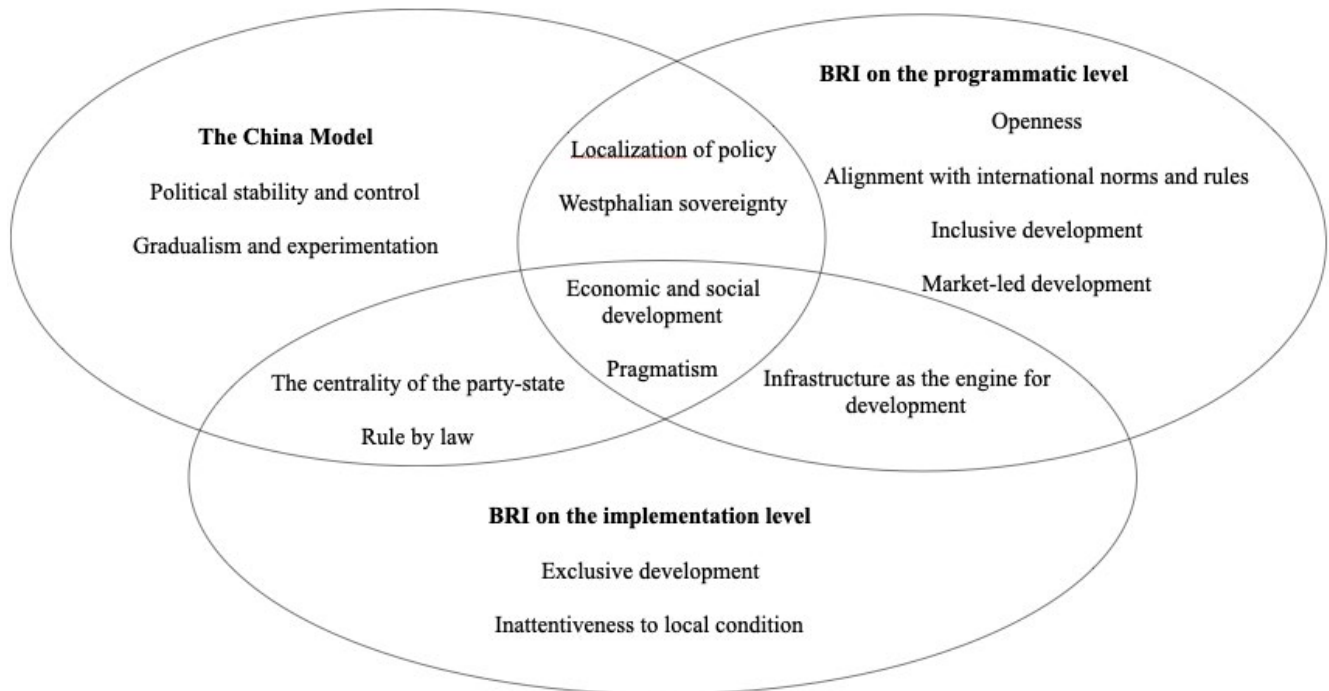 The China Model
Political stability and control
Gradualism and experimentation
Localization of policy
Westphalian sovereignty
BRI on the programmatic level
Openness
Alignment with international norms and rules
Inclusive development
Market-led development
Economic and social
development
Pragmatism
The centrality of the party-state
Rule by law
Infrastructure as the engine for
development
BRI on the implementation level
Exclusive development
Inattentiveness to local condition